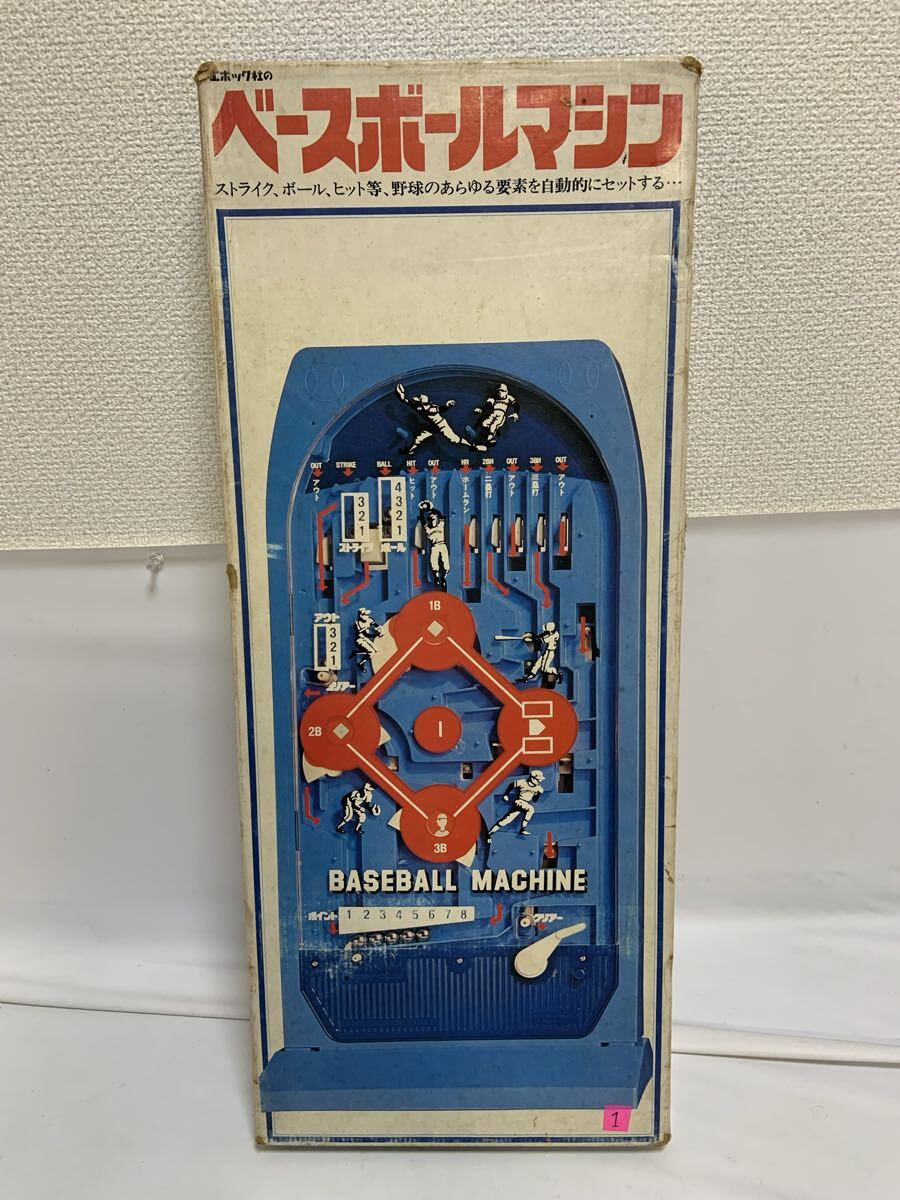 エポック社の
ベースボールマシン
ストライク、ボール、ヒット等、野球のあらゆる要素を自動的にセットする…
OUT STRIKE BALL HIT OUT HR 2BH OUT 3BH OUT
アウト ヒット アウト ホームラン 二塁打 アウト 三塁打 アウト
3
2
1
ストライク
4
3
2
1
ボール
アウト
3
2
1
クリアー
1B
2B
3B
BASEBALL MACHINE
ポイント 1 2 3 4 5 6 7 8
クリアー
1